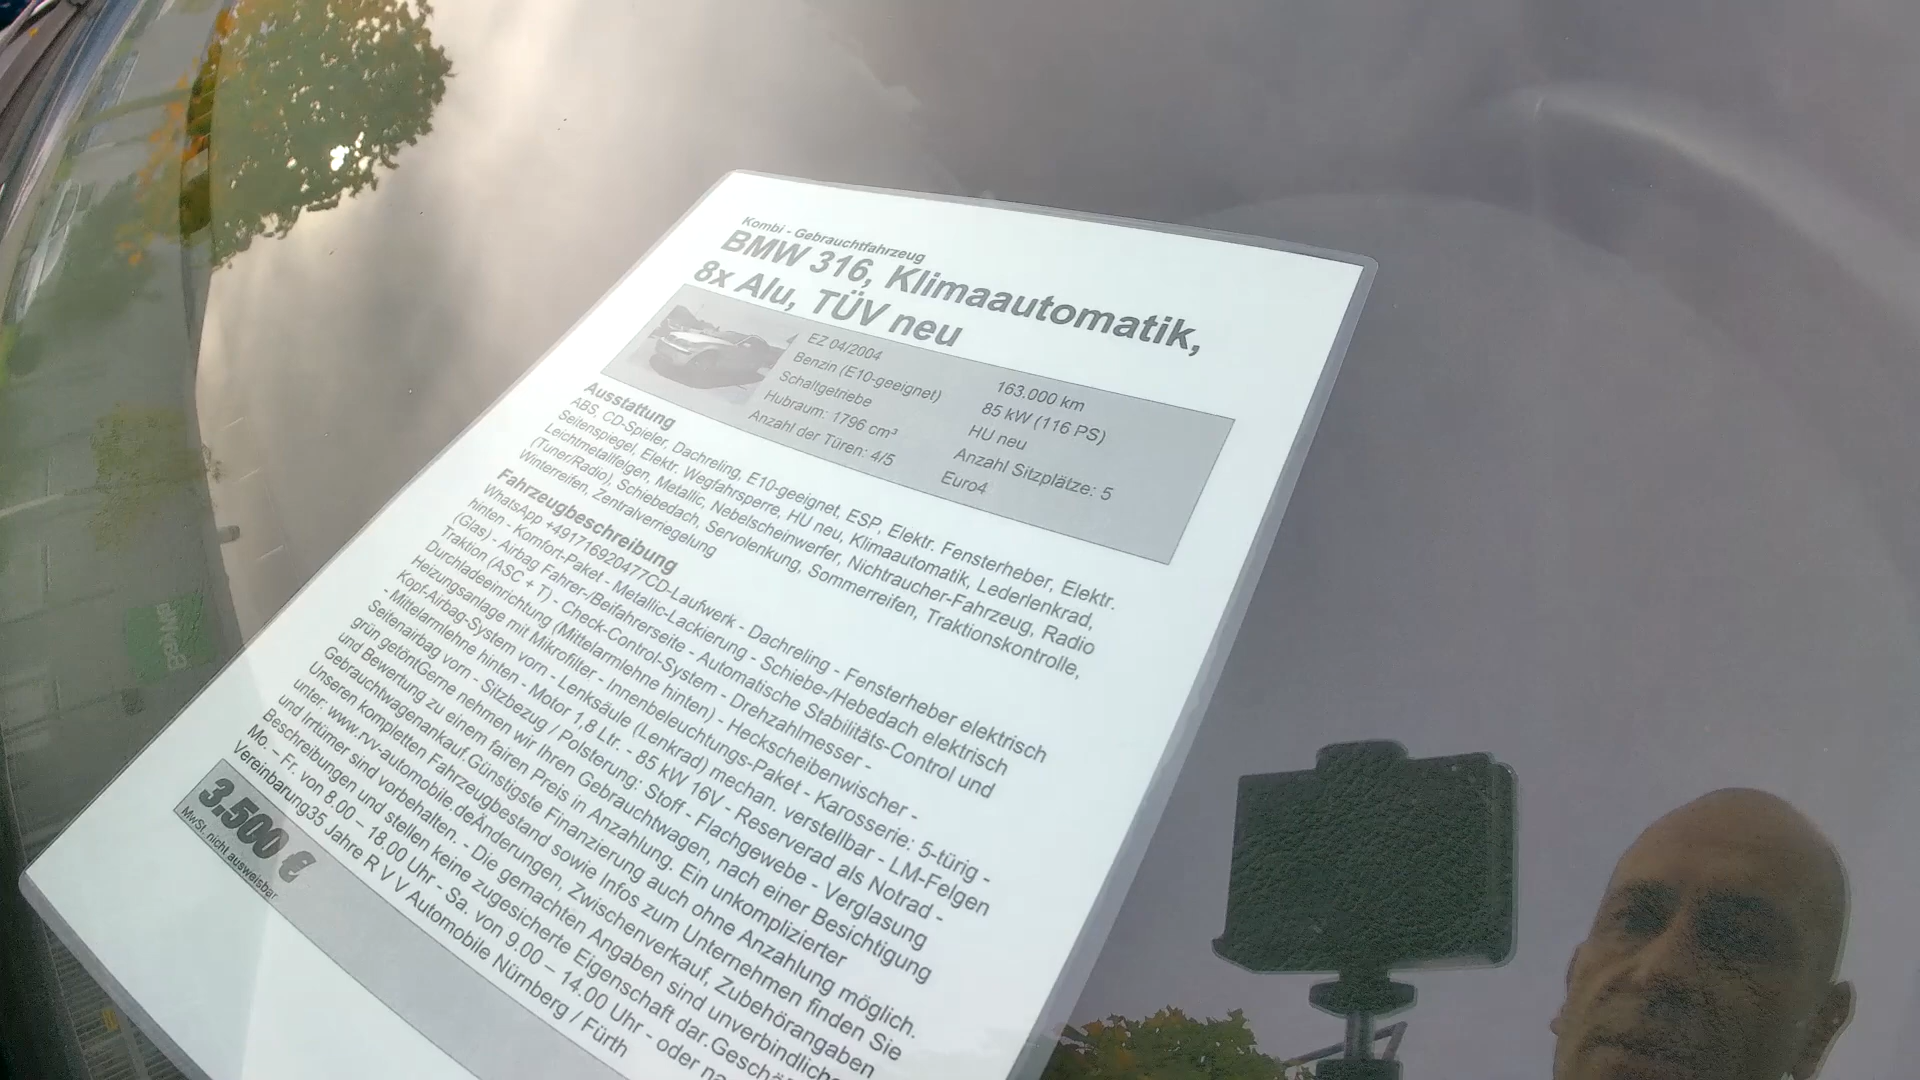 Kombi - Gebrauchtfahrzeug
BMW 316, Klimaautomatik,
8x Alu, TÜV neu
EZ 04/2004
Benzin (E10-geeignet)
Schaltgetriebe
Hubraum: 1796 cm³
Anzahl der Türen: 4/5
163.000 km
85 kW (116 PS)
HU neu
Anzahl Sitzplätze: 5
Euro4
Ausstattung
ABS, CD-Spieler, Dachreling, E10-geeignet, ESP, Elektr. Fensterheber, Elektr.
Seitenspiegel, Elektr. Wegfahrsperre, HU neu, Klimaautomatik, Lederlenkrad,
Leichtmetallfelgen, Metallic, Nebelscheinwerfer, Nichtraucher-Fahrzeug, Radio
(Tuner/Radio), Schiebedach, Servolenkung, Sommerreifen, Traktionskontrolle,
Winterreifen, Zentralverriegelung
Fahrzeugbeschreibung
WhatsApp +491716920477CD-Laufwerk - Dachreling - Fensterheber elektrisch
hinten - Komfort-Paket - Metallic-Lackierung - Schiebe-/Hebedach elektrisch
(Glas) - Airbag Fahrer-/Beifahrerseite - Automatische Stabilitäts-Control und
Traktion (ASC + T) - Check-Control-System - Drehzahlmesser -
Durchladeeinrichtung (Mittelarmlehne hinten) - Heckscheibenwischer -
Heizungsanlage mit Mikrofilter - Innenbeleuchtungs-Paket - Karosserie: 5-türig -
Kopf-Airbag-System vorn - Lenksäule (Lenkrad) mechan. verstellbar - LM-Felgen
- Mittelarmlehne hinten - Motor 1,8 Ltr. - 85 kW 16V - Reserverad als Notrad -
Seitenairbag vorn - Sitzbezug / Polsterung: Stoff - Flachgewebe - Verglasung
grün getöntGerne nehmen wir Ihren Gebrauchtwagen, nach einer Besichtigung
und Bewertung zu einem fairen Preis in Anzahlung. Ein unkomplizierter
Gebrauchtwagenankauf.Günstigste Finanzierung auch ohne Anzahlung möglich.
Unseren kompletten Fahrzeugbestand sowie Infos zum Unternehmen finden Sie
unter: www.rvv-automobile.deÄnderungen, Zwischenverkauf, Zubehörangaben
und Irrtümer sind vorbehalten. - Die gemachten Angaben sind unverbindliche
Beschreibungen und stellen keine zugesicherte Eigenschaft dar.Geschä
Mo. – Fr. von 8.00 – 18.00 Uhr - Sa. von 9.00 – 14.00 Uhr - oder na
Vereinbarung35 Jahre R V V Automobile Nürnberg / Fürth
3.500 €
MwSt. nicht ausweisbar